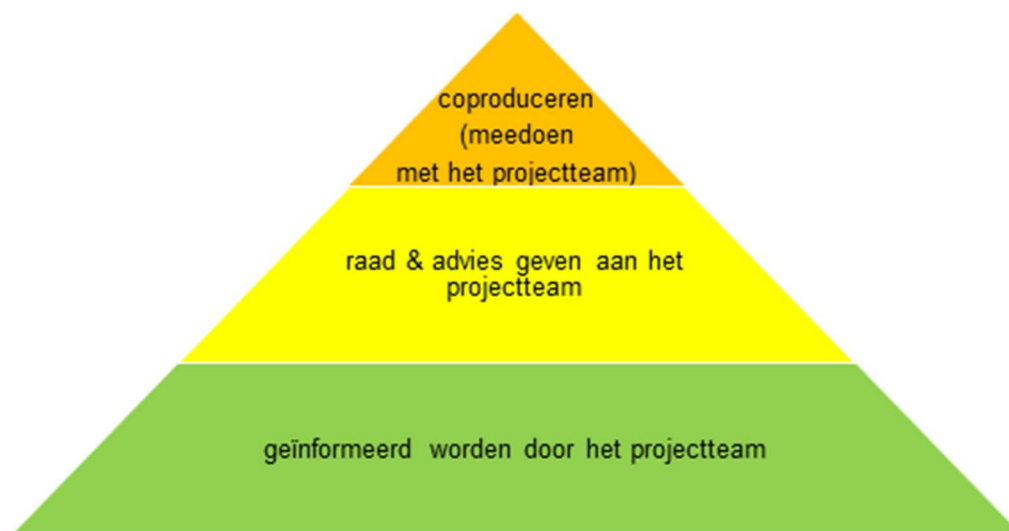 coproduceren
(meedoen
met het projectteam)
raad & advies geven aan het
projectteam
geïnformeerd worden door het projectteam